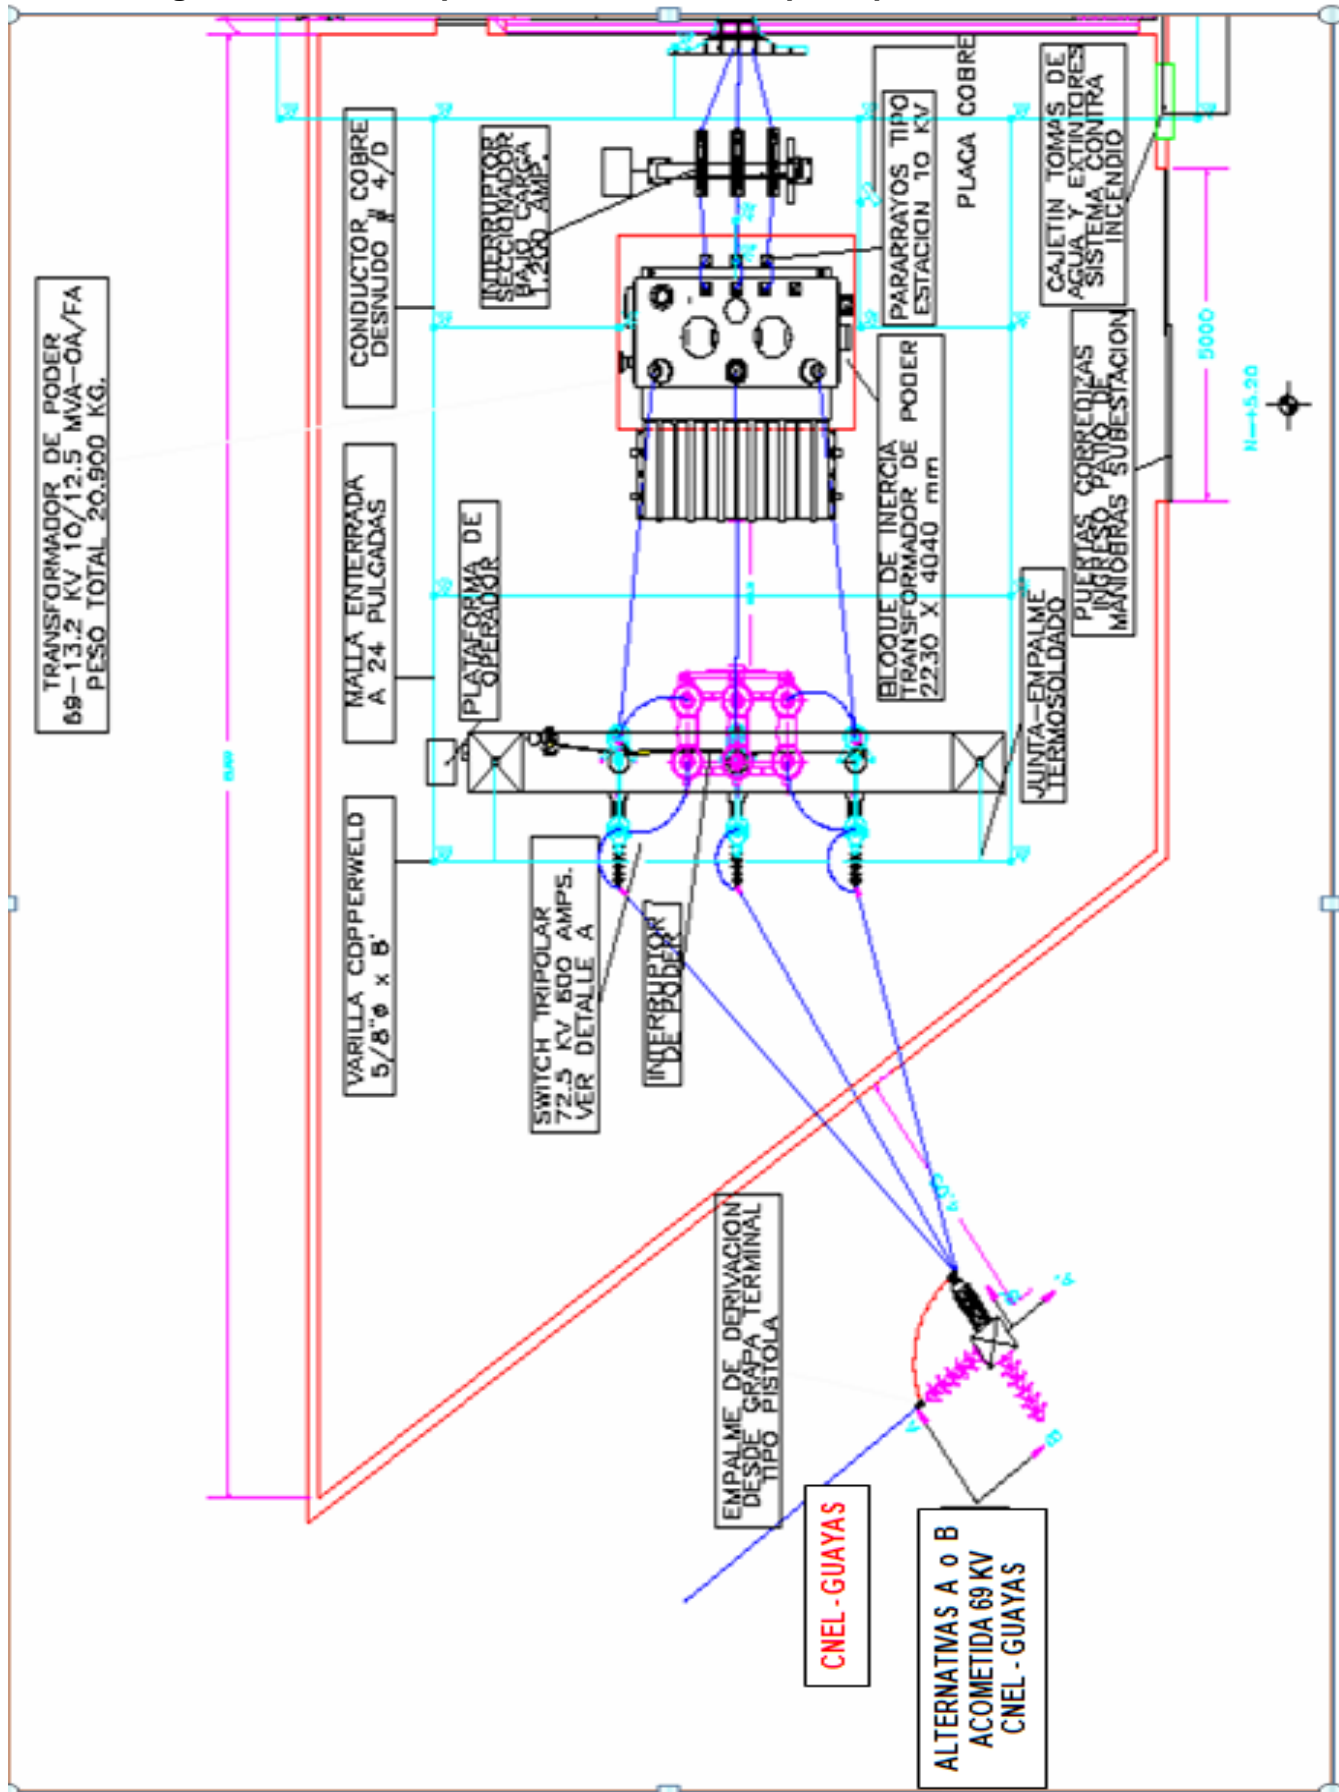 TRANSFORMADOR DE PODER
69-13.2 KV 10/12.5 MVA-OA/FA
PESO TOTAL 20.900 KG.
CONDUCTOR COBRE
DESNUDO # 4/D
MALLA ENTERRADA
A 24 PULGADAS
VARILLA COPPERWELD
5/8"ø x 8'
INTERRUPTOR
SECCIONADOR
BAJO CARGA
1.200 AMP.
PLATAFORMA DE
OPERADOR
SWITCH TRIPOLAR
72.5 KV 600 AMPS.
VER DETALLE A
INTERRUPTOR
DE PODER
EMPALME DE DERIVACION
DESDE GRAPA TERMINAL
TIPO PISTOLA
CNEL - GUAYAS
ALTERNATIVAS A o B
ACOMETIDA 69 KV
CNEL - GUAYAS
PARARRAYOS TIPO
ESTACION 10 KV
PLACA COBRE
BLOQUE DE INERCIA
TRANSFORMADOR DE PODER
2230 X 4040 mm
CAJETIN TOMAS DE
AGUA Y EXTINTORES
SISTEMA CONTRA
INCENDIO
PUERTAS CORREDIZAS
INGRESO PATIO DE
MANIOBRAS SUBESTACION
JUNTA-EMPALME
TERMOSOLDADO
5000
N=+5.20